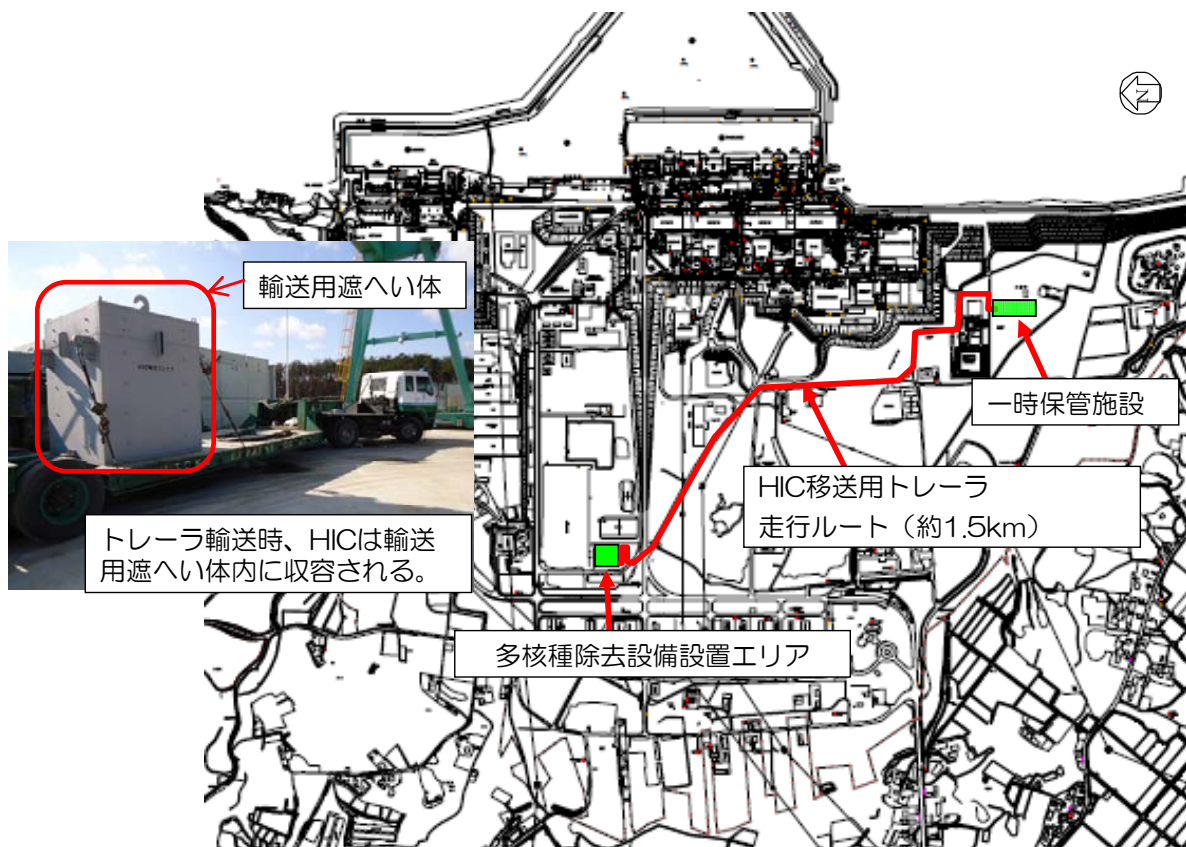 輸送用遮へい体
トレーラ輸送時、HICは輸送
用遮へい体内に収容される。
一時保管施設
HIC移送用トレーラ
走行ルート（約1.5km）
多核種除去設備設置エリア
N